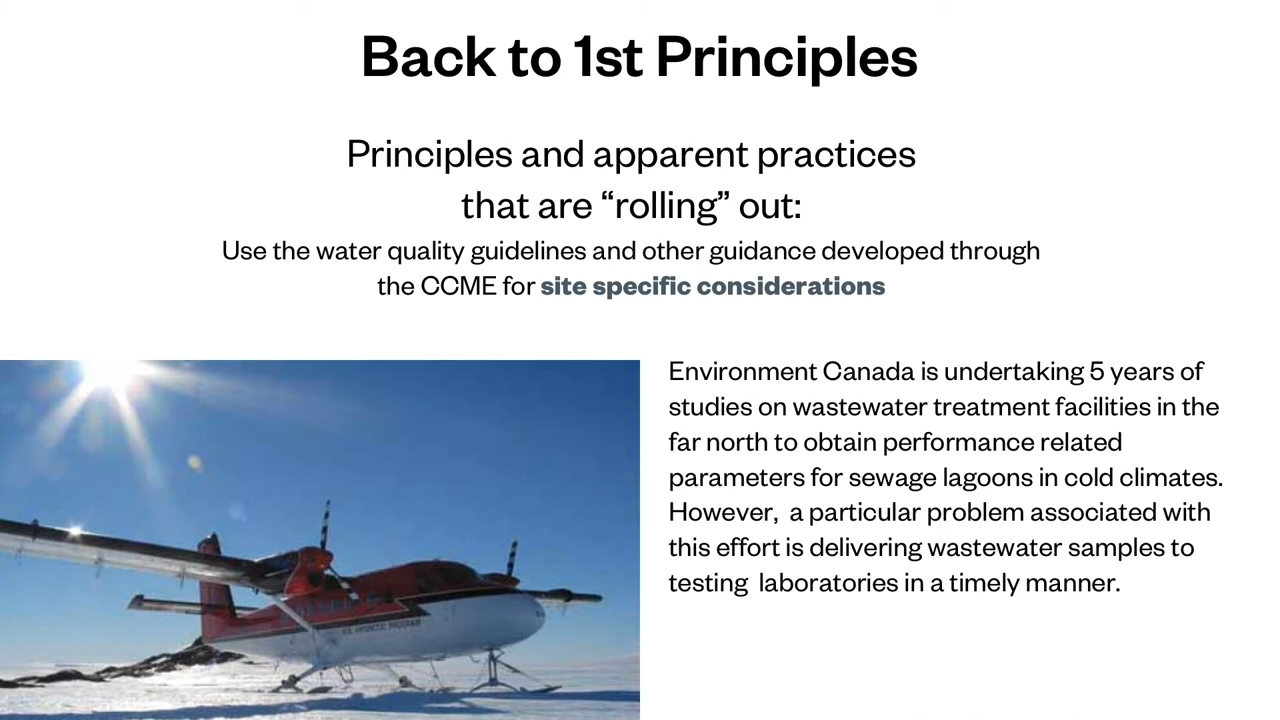 Back to 1st Principles
Principles and apparent practices
that are “rolling” out:
Use the water quality guidelines and other guidance developed through
the CCME for site specific considerations
Environment Canada is undertaking 5 years of
studies on wastewater treatment facilities in the
far north to obtain performance related
parameters for sewage lagoons in cold climates.
However,  a particular problem associated with
this effort is delivering wastewater samples to
testing  laboratories in a timely manner.
U.S. ANTARCTIC PROGRAM